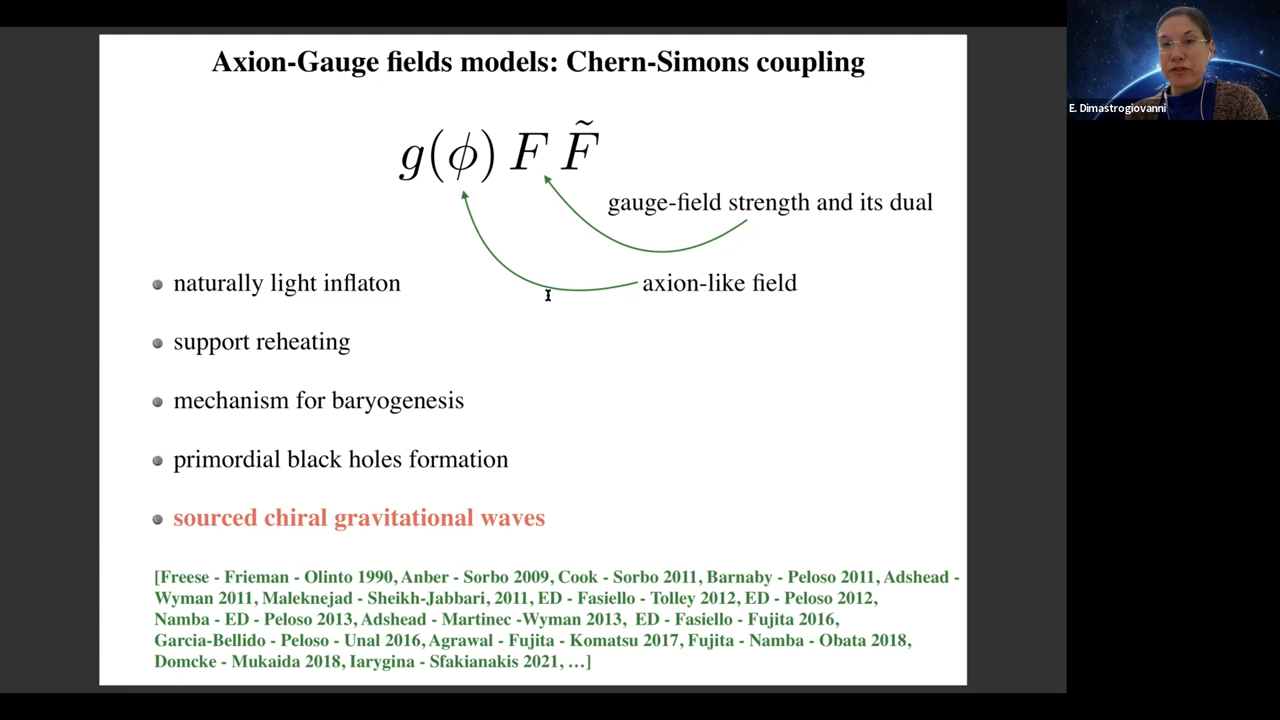 Axion-Gauge fields models: Chern-Simons coupling
g(ϕ) F F̃
gauge-field strength and its dual
naturally light inflaton
axion-like field
support reheating
mechanism for baryogenesis
primordial black holes formation
sourced chiral gravitational waves
[Freese - Frieman - Olinto 1990, Anber - Sorbo 2009, Cook - Sorbo 2011, Barnaby - Peloso 2011, Adshead -
Wyman 2011, Maleknejad - Sheikh-Jabbari, 2011, ED - Fasiello - Tolley 2012, ED - Peloso 2012,
Namba - ED - Peloso 2013, Adshead - Martinec -Wyman 2013, ED - Fasiello - Fujita 2016,
Garcia-Bellido - Peloso - Unal 2016, Agrawal - Fujita - Komatsu 2017, Fujita - Namba - Obata 2018,
Domcke - Mukaida 2018, Iarygina - Sfakianakis 2021, …]
E. Dimastrogiovanni